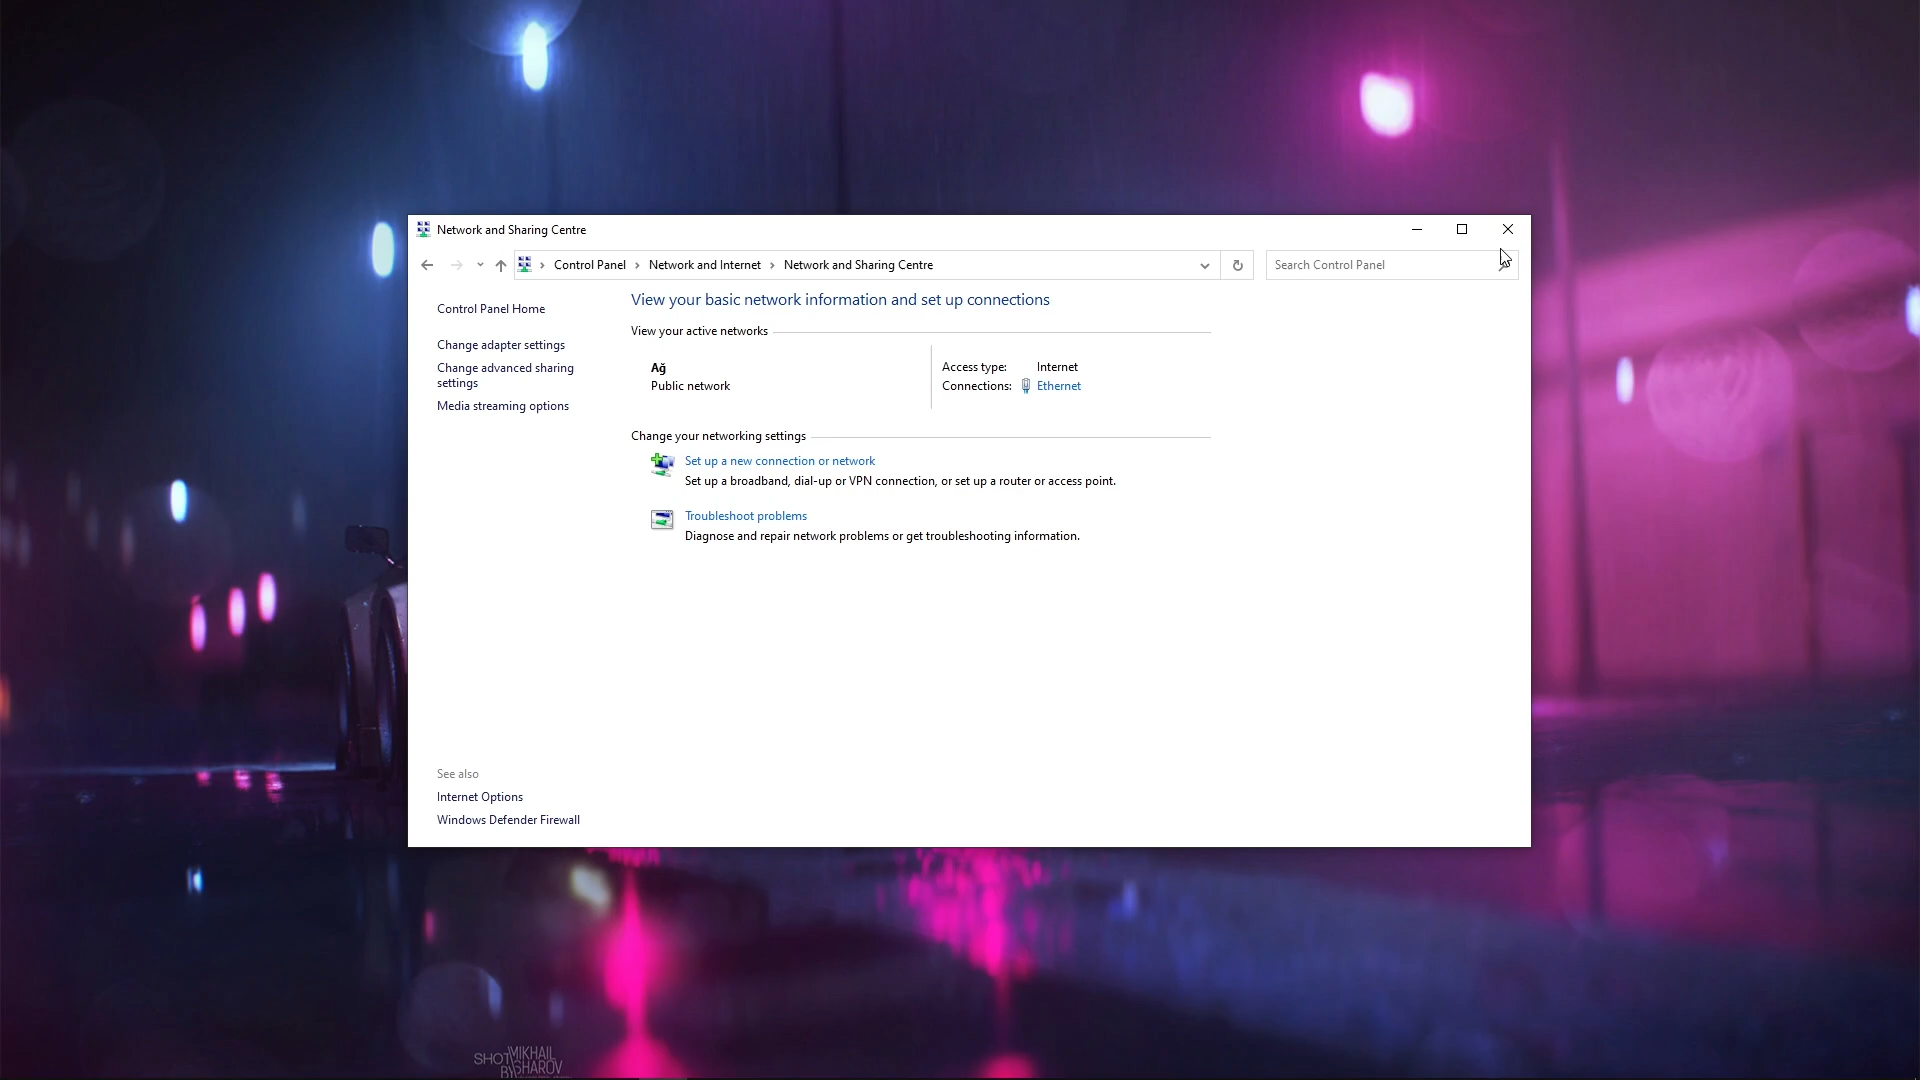 Network and Sharing Centre
Control Panel
Network and Internet
Network and Sharing Centre
Search Control Panel
Control Panel Home
Change adapter settings
Change advanced sharing
settings
Media streaming options
See also
Internet Options
Windows Defender Firewall
View your basic network information and set up connections
View your active networks
Ağ
Public network
Access type: Internet
Connections: Ethernet
Change your networking settings
Set up a new connection or network
Set up a broadband, dial-up or VPN connection, or set up a router or access point.
Troubleshoot problems
Diagnose and repair network problems or get troubleshooting information.
SHOT
BY
MIKHAIL
SHAROV